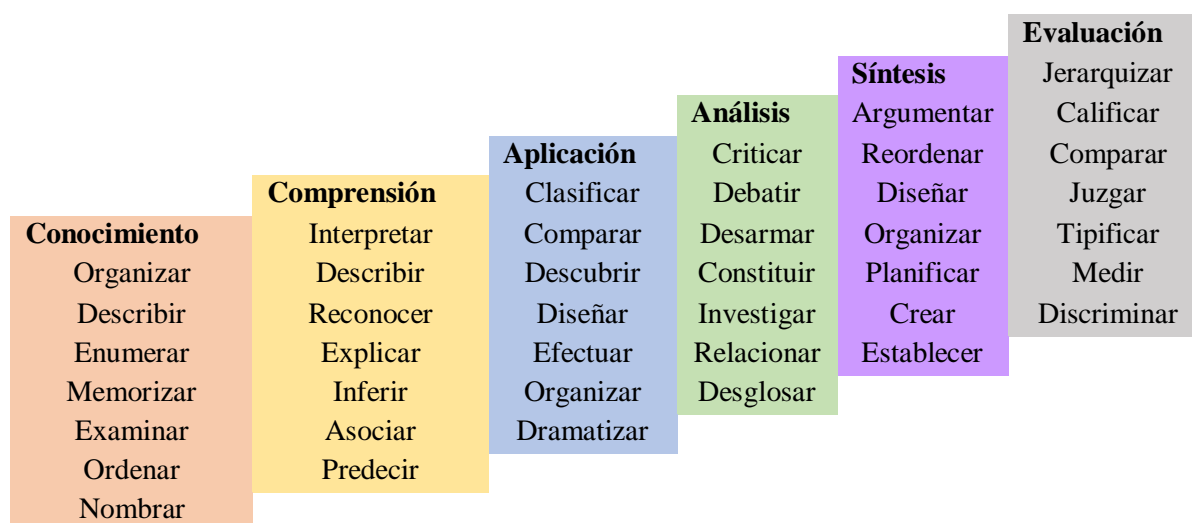 Conocimiento
Organizar
Describir
Enumerar
Memorizar
Examinar
Ordenar
Nombrar
Comprensión
Interpretar
Describir
Reconocer
Explicar
Inferir
Asociar
Predecir
Aplicación
Clasificar
Comparar
Descubrir
Diseñar
Efectuar
Organizar
Dramatizar
Análisis
Criticar
Debatir
Desarmar
Constituir
Investigar
Relacionar
Desglosar
Síntesis
Argumentar
Reordenar
Diseñar
Organizar
Planificar
Crear
Establecer
Evaluación
Jerarquizar
Calificar
Comparar
Juzgar
Tipificar
Medir
Discriminar